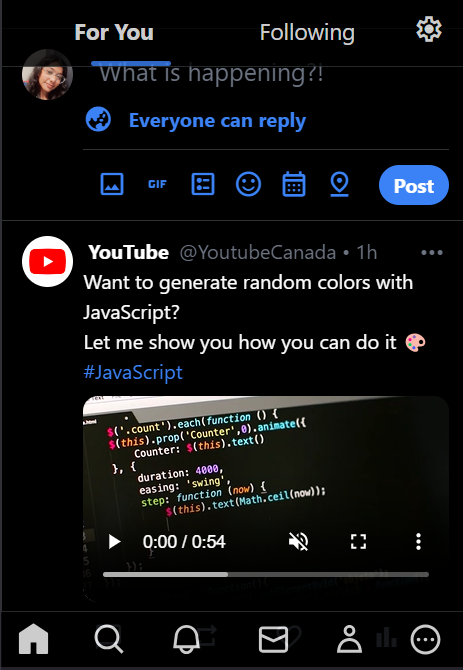 For You Following
What is happening?!
Everyone can reply
GIF
Post
YouTube @YoutubeCanada • 1h
Want to generate random colors with
JavaScript?
Let me show you how you can do it 🎨
#JavaScript
$('.count').each(function () {
$(this).prop('Counter',0).animate({
Counter: $(this).text()
}, {
duration: 4000,
easing: 'swing',
step: function (now) {
$(this).text(Math.ceil(now));
}
});
0:00 / 0:54